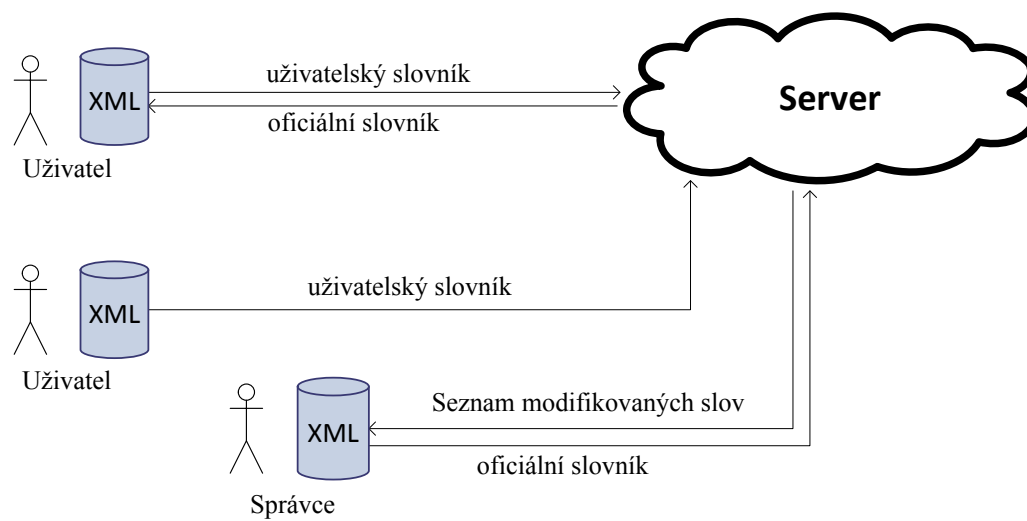 uživatelský slovník
XML
Server
oficiální slovník
Uživatel
uživatelský slovník
XML
Uživatel
Seznam modifikovaných slov
XML
oficiální slovník
Správce